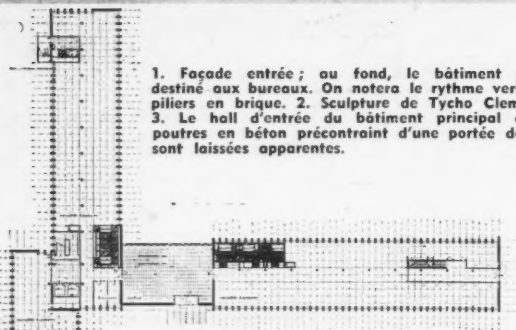 1. Façade entrée ; au fond, le bâtiment
destiné aux bureaux. On notera le rythme ver
piliers en brique. 2. Sculpture de Tycho Clem
3. Le hall d'entrée du bâtiment principal
poutres en béton précontraint d'une portée d
sont laissées apparentes.